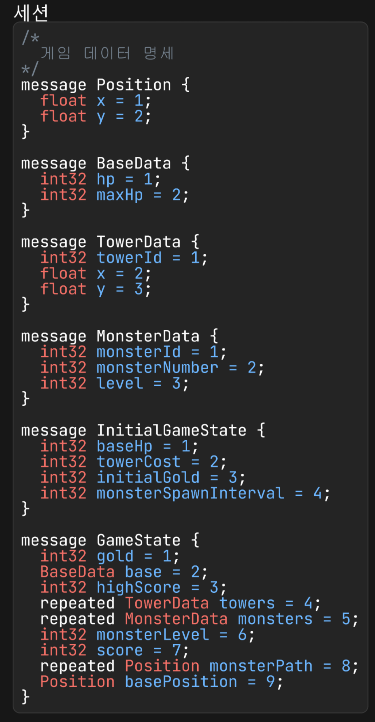 세션
/*
  게임 데이터 명세
*/
message Position {
  float x = 1;
  float y = 2;
}

message BaseData {
  int32 hp = 1;
  int32 maxHp = 2;
}

message TowerData {
  int32 towerId = 1;
  float x = 2;
  float y = 3;
}

message MonsterData {
  int32 monsterId = 1;
  int32 monsterNumber = 2;
  int32 level = 3;
}

message InitialGameState {
  int32 baseHp = 1;
  int32 towerCost = 2;
  int32 initialGold = 3;
  int32 monsterSpawnInterval = 4;
}

message GameState {
  int32 gold = 1;
  BaseData base = 2;
  int32 highScore = 3;
  repeated TowerData towers = 4;
  repeated MonsterData monsters = 5;
  int32 monsterLevel = 6;
  int32 score = 7;
  repeated Position monsterPath = 8;
  Position basePosition = 9;
}